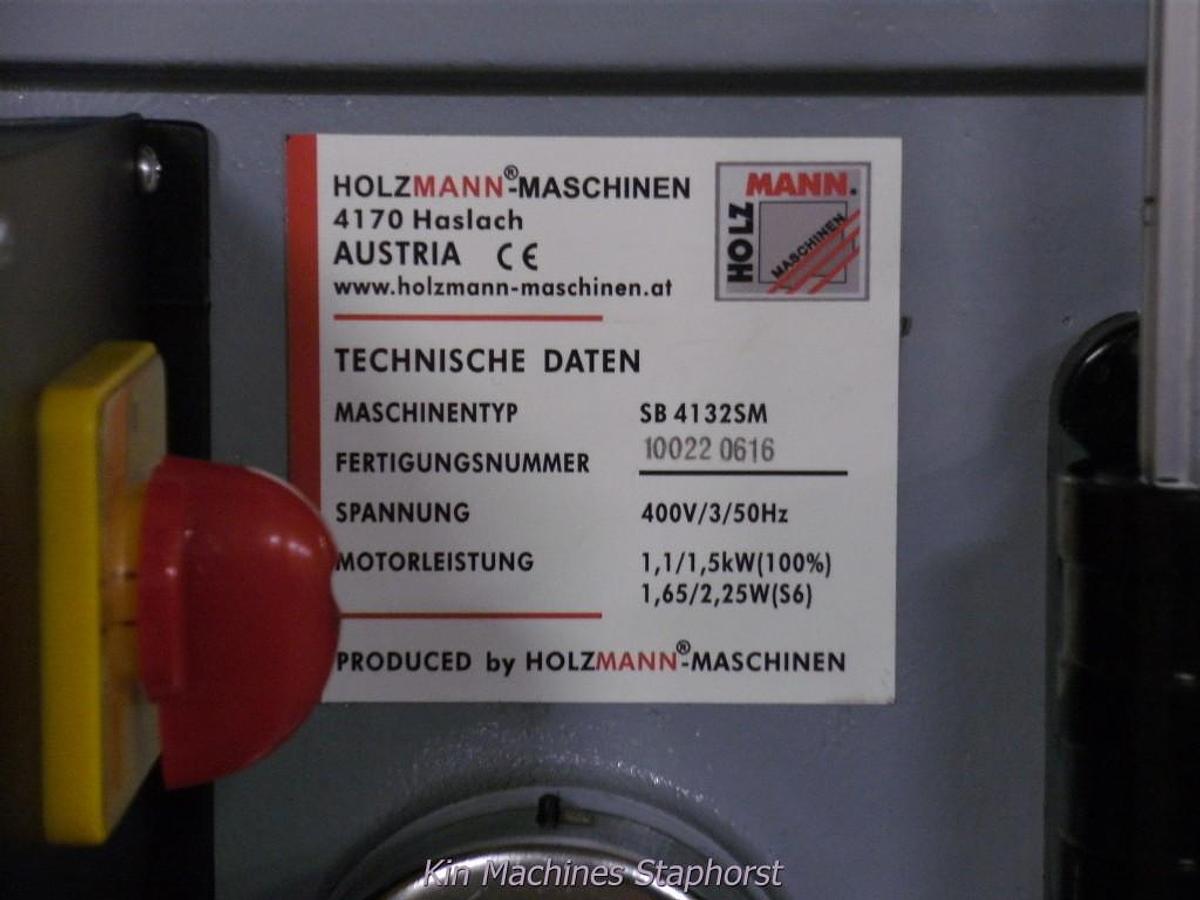 HOLZMANN®-MASCHINEN
4170 Haslach
AUSTRIA CE
www.holzmann-maschinen.at
HOLZ
MANN.
MASCHINEN
TECHNISCHE DATEN
MASCHINENTYP SB 4132SM
FERTIGUNGSNUMMER 10022 0616
SPANNUNG 400V/3/50Hz
MOTORLEISTUNG 1,1/1,5kW(100%)
1,65/2,25W(S6)
PRODUCED by HOLZMANN®-MASCHINEN
Kin Machines Staphorst